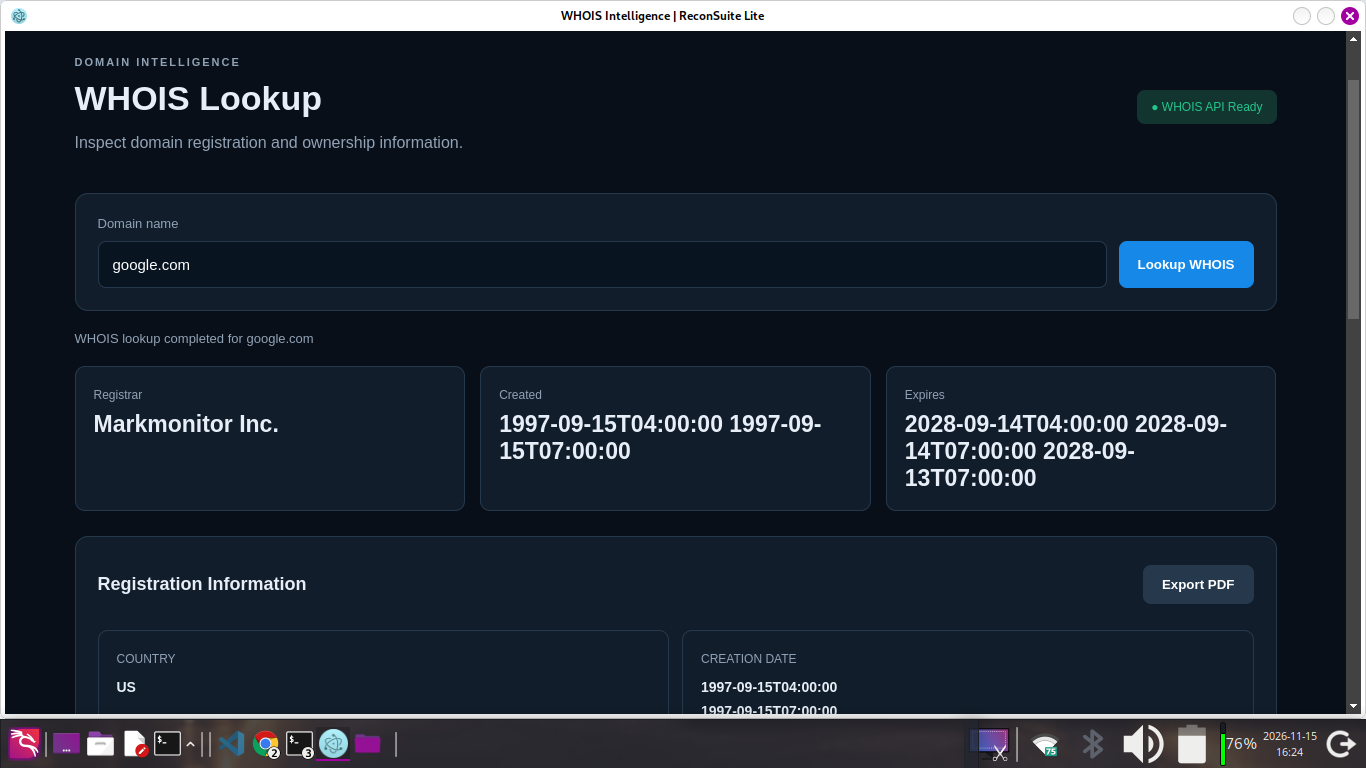 WHOIS Intelligence | ReconSuite Lite
DOMAIN INTELLIGENCE
WHOIS Lookup
● WHOIS API Ready
Inspect domain registration and ownership information.
Domain name
google.com
Lookup WHOIS
WHOIS lookup completed for google.com
Registrar
Markmonitor Inc.
Created
1997-09-15T04:00:00 1997-09-
15T07:00:00
Expires
2028-09-14T04:00:00 2028-09-
14T07:00:00 2028-09-
13T07:00:00
Registration Information
Export PDF
COUNTRY
US
CREATION DATE
1997-09-15T04:00:00
1997-09-15T07:00:00
...
$-
2
$-
3
75
76%
2026-11-15
16:24